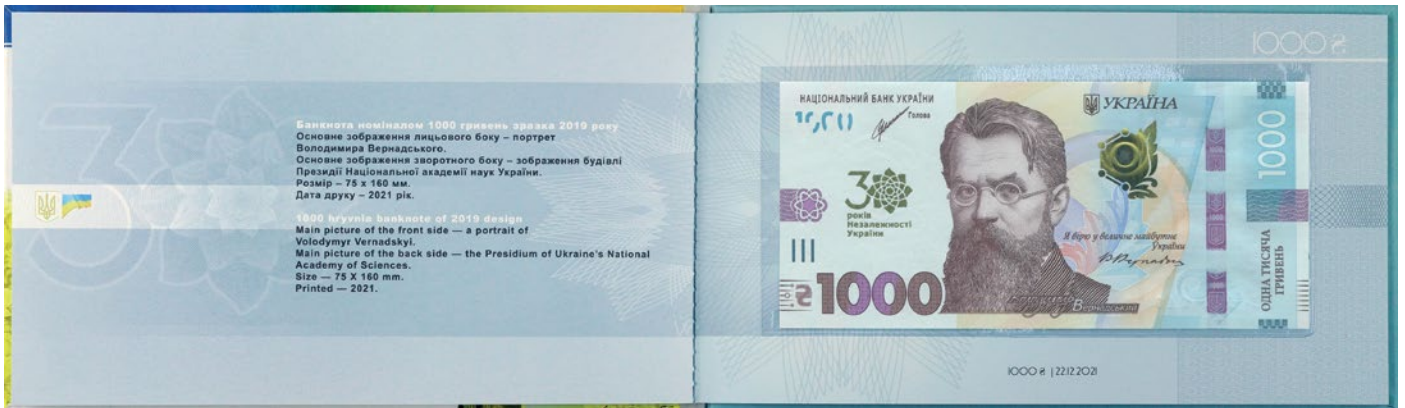 Банкнота номіналом 1000 гривень зразка 2019 року
Основне зображення лицьового боку – портрет
Володимира Вернадського.
Основне зображення зворотного боку – зображення будівлі
Президії Національної академії наук України.
Розмір – 75 х 160 мм.
Дата друку – 2021 рік.
1000 hryvnia banknote of 2019 design
Main picture of the front side — a portrait of
Volodymyr Vernadskyi.
Main picture of the back side — the Presidium of Ukraine's National
Academy of Sciences.
Size — 75 X 160 mm.
Printed — 2021.
30
1000 ₴
НАЦІОНАЛЬНИЙ БАНК УКРАЇНИ
Голова
УКРАЇНА
30
років
Незалежності
України
Я вірю у велике майбутнє
України
₴1000
Вернадський
1000
ОДНА ТИСЯЧА
ГРИВЕНЬ
1000 ₴ | 22.12.2021